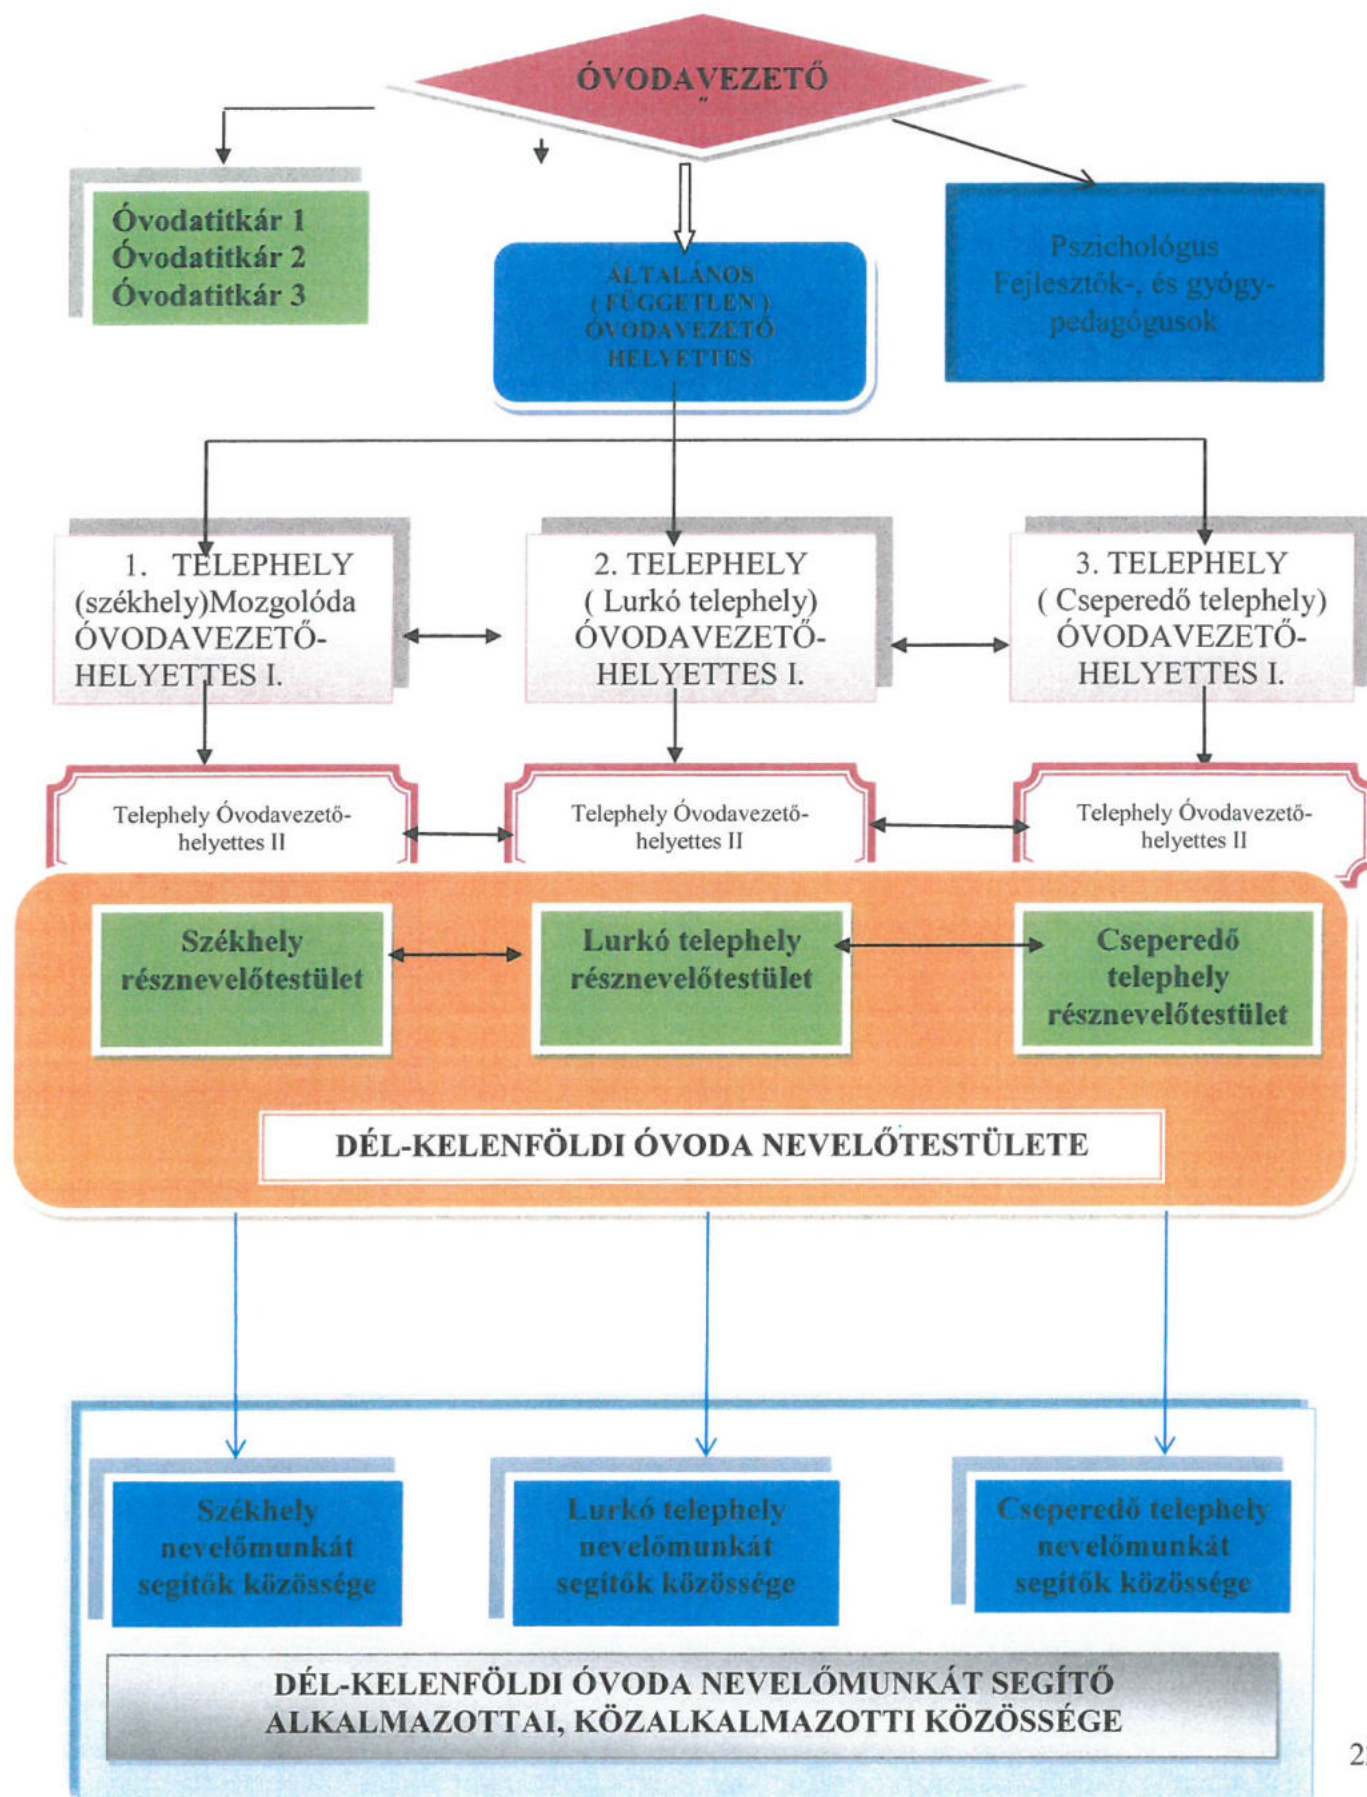 ÓVODAVEZETŐ
"
Óvodatitkár 1
Óvodatitkár 2
Óvodatitkár 3
ÁLTALÁNOS
( FÜGGETLEN )
ÓVODAVEZETŐ
HELYETTES
Pszichológus
Fejlesztők-, és gyógy-
pedagógusok
1. TELEPHELY
(székhely)Mozgolóda
ÓVODAVEZETŐ-
HELYETTES I.
2. TELEPHELY
( Lurkó telephely)
ÓVODAVEZETŐ-
HELYETTES I.
3. TELEPHELY
( Cseperedő telephely)
ÓVODAVEZETŐ-
HELYETTES I.
Telephely Óvodavezető-
helyettes II
Telephely Óvodavezető-
helyettes II
Telephely Óvodavezető-
helyettes II
Székhely
résznevelőtestület
Lurkó telephely
résznevelőtestület
Cseperedő
telephely
résznevelőtestület
DÉL-KELENFÖLDI ÓVODA NEVELŐTESTÜLETE
Székhely
nevelőmunkát
segítők közössége
Lurkó telephely
nevelőmunkát
segítők közössége
Cseperedő telephely
nevelőmunkát
segítők közössége
DÉL-KELENFÖLDI ÓVODA NEVELŐMUNKÁT SEGÍTŐ
ALKALMAZOTTAI, KÖZALKALMAZOTTI KÖZÖSSÉGE